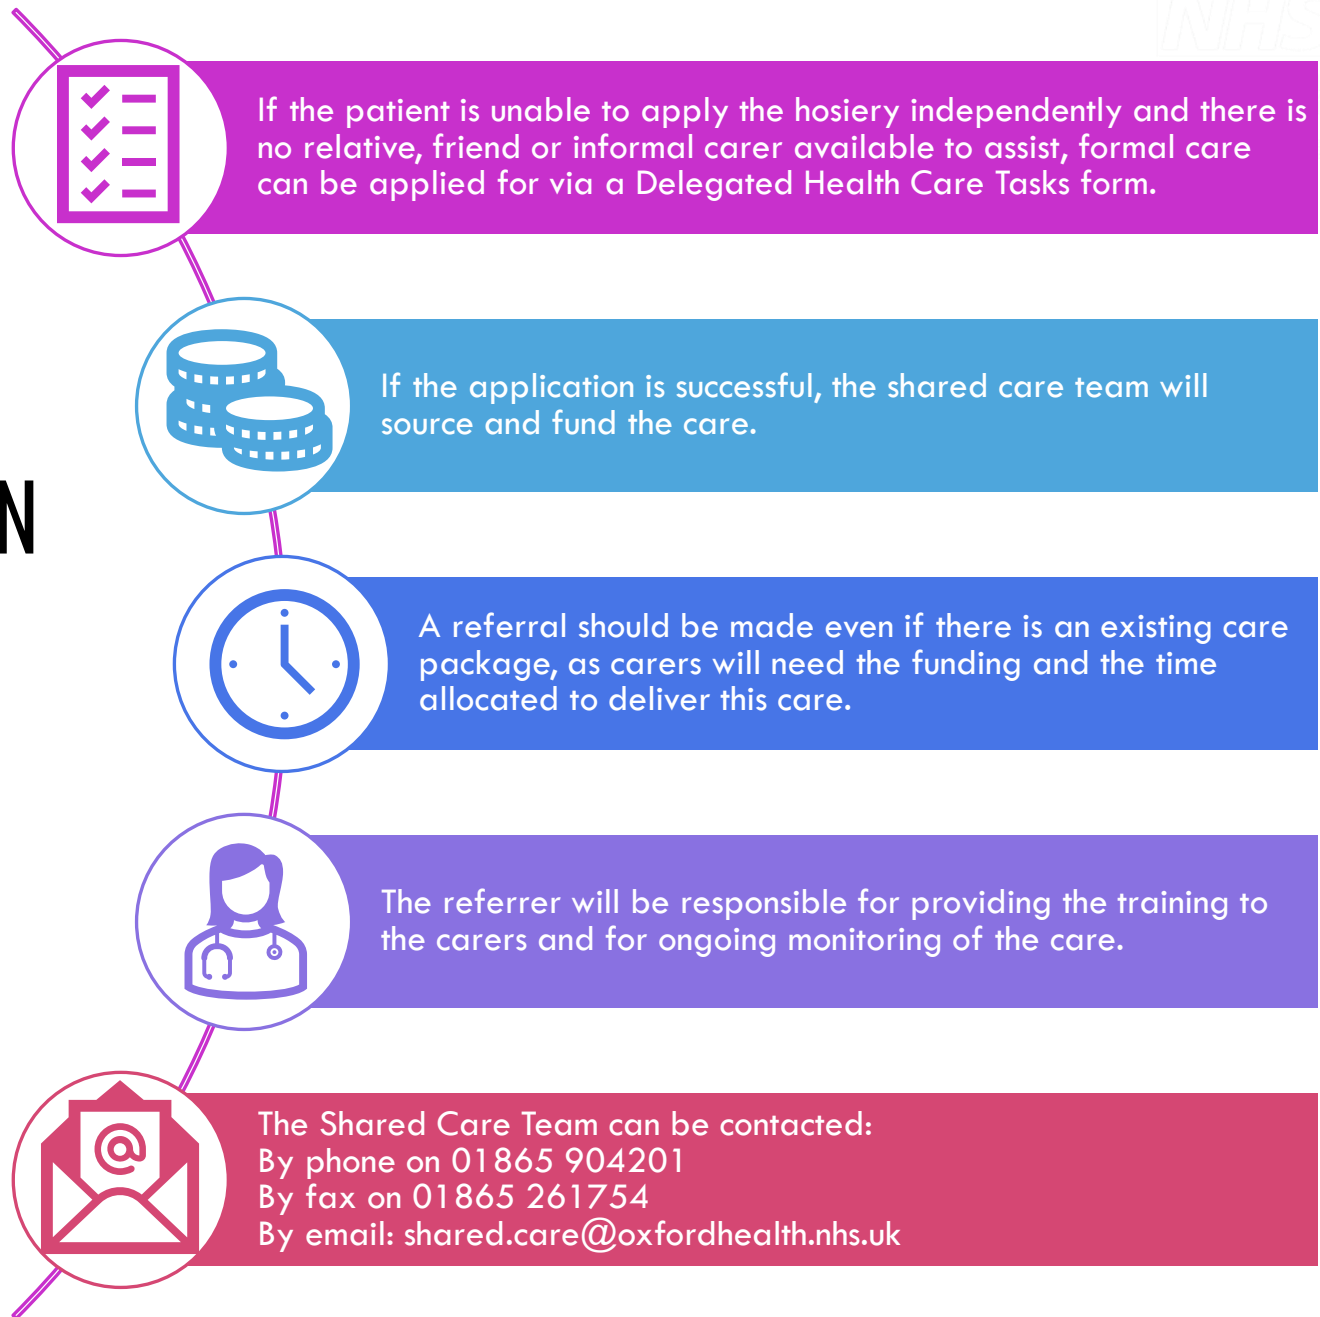 NHS
If the patient is unable to apply the hosiery independently and there is
no relative, friend or informal carer available to assist, formal care
can be applied for via a Delegated Health Care Tasks form.
If the application is successful, the shared care team will
source and fund the care.
N
A referral should be made even if there is an existing care
package, as carers will need the funding and the time
allocated to deliver this care.
The referrer will be responsible for providing the training to
the carers and for ongoing monitoring of the care.
@
The Shared Care Team can be contacted:
By phone on 01865 904201
By fax on 01865 261754
By email: shared.care@oxfordhealth.nhs.uk